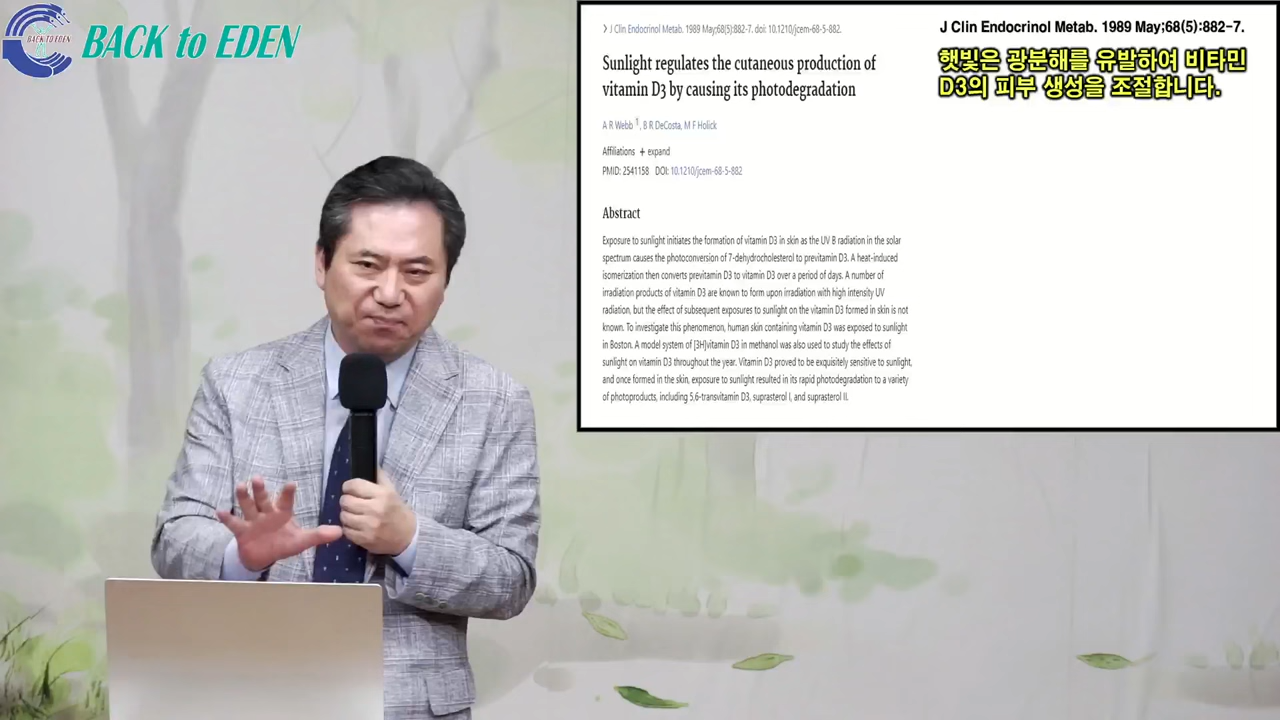 BACK TO EDEN
BACK to EDEN
J Clin Endocrinol Metab. 1989 May;68(5):882-7. doi: 10.1210/jcem-68-5-882.
Sunlight regulates the cutaneous production of
vitamin D3 by causing its photodegradation
A R Webb 1, B R DeCosta, M F Holick
Affiliations + expand
PMID: 2541158 DOI: 10.1210/jcem-68-5-882
Abstract
Exposure to sunlight initiates the formation of vitamin D3 in skin as the UV B radiation in the solar
spectrum causes the photoconversion of 7-dehydrocholesterol to previtamin D3. A heat-induced
isomerization then converts previtamin D3 to vitamin D3 over a period of days. A number of
irradiation products of vitamin D3 are known to form upon irradiation with high intensity UV
radiation, but the effect of subsequent exposures to sunlight on the vitamin D3 formed in skin is not
known. To investigate this phenomenon, human skin containing vitamin D3 was exposed to sunlight
in Boston. A model system of [3H]vitamin D3 in methanol was also used to study the effects of
sunlight on vitamin D3 throughout the year. Vitamin D3 proved to be exquisitely sensitive to sunlight,
and once formed in the skin, exposure to sunlight resulted in its rapid photodegradation to a variety
of photoproducts, including 5,6-transvitamin D3, suprasterol I, and suprasterol II.
J Clin Endocrinol Metab. 1989 May;68(5):882-7.
햇빛은 광분해를 유발하여 비타민
D3의 피부 생성을 조절합니다.